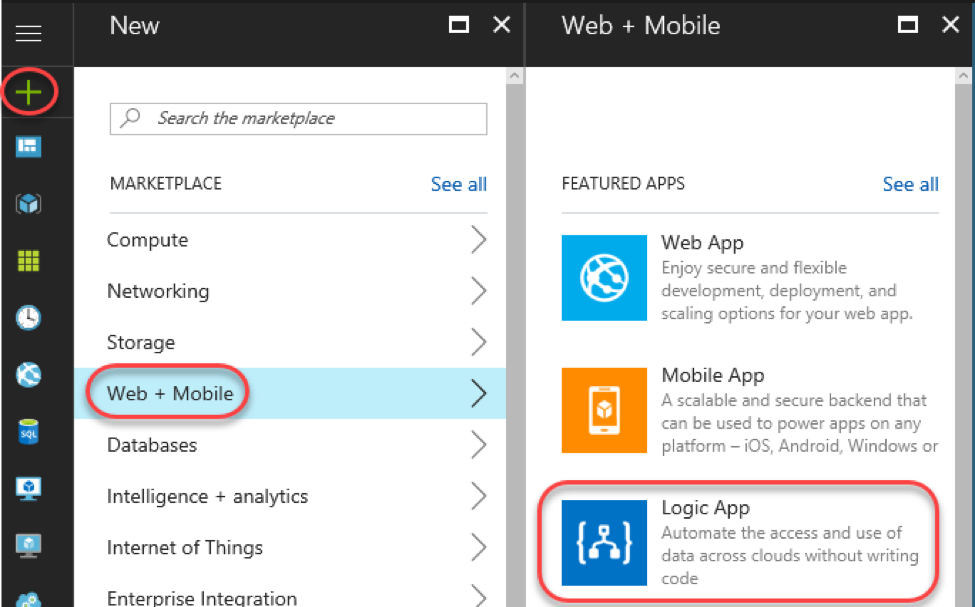 New
Search the marketplace
MARKETPLACE
See all
Compute
Networking
Storage
Web + Mobile
Databases
Intelligence + analytics
Internet of Things
Enterprise Integration
SQL
Web + Mobile
FEATURED APPS
See all
Web App
Enjoy secure and flexible
development, deployment, and
scaling options for your web app.
Mobile App
A scalable and secure backend that
can be used to power apps on any
platform – iOS, Android, Windows or
Logic App
Automate the access and use of
data across clouds without writing
code